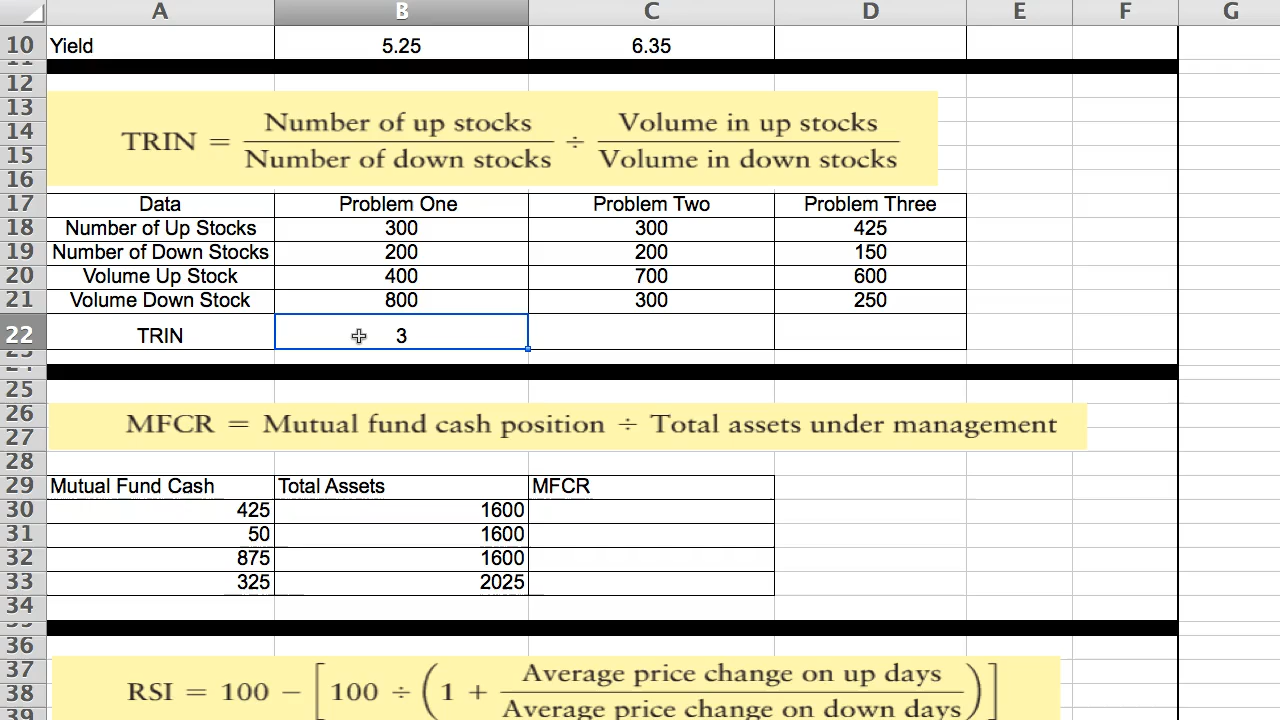 A B C D E F G
10 Yield 5.25 6.35
11
12
13
14
15
16
TRIN = Number of up stocks / Number of down stocks ÷ Volume in up stocks / Volume in down stocks
17 Data Problem One Problem Two Problem Three
18 Number of Up Stocks 300 300 425
19 Number of Down Stocks 200 200 150
20 Volume Up Stock 400 700 600
21 Volume Down Stock 800 300 250
22 TRIN 3
25
26
27
MFCR = Mutual fund cash position ÷ Total assets under management
28
29 Mutual Fund Cash Total Assets MFCR
30 425 1600
31 50 1600
32 875 1600
33 325 2025
34
36
37
38
39
RSI = 100 − [100 ÷ (1 + Average price change on up days / Average price change on down days)]